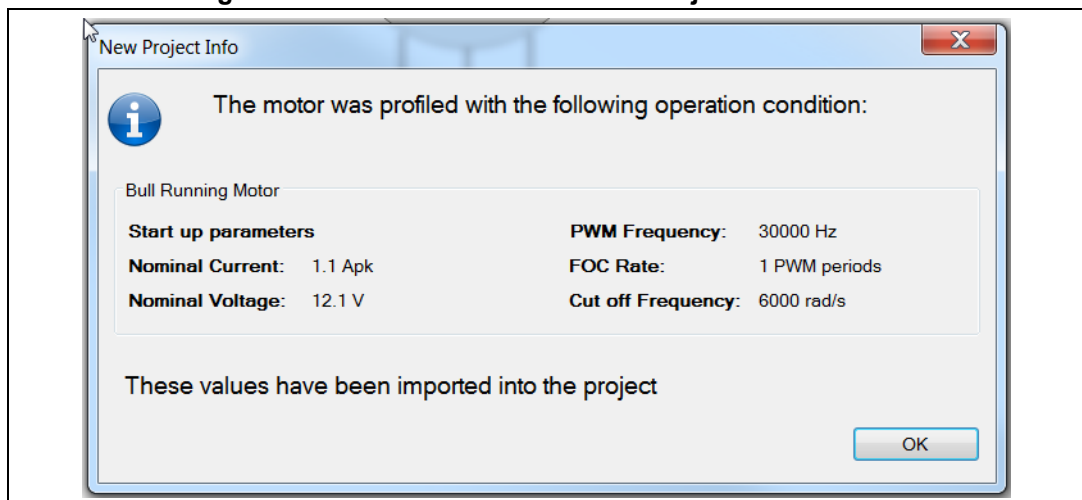 New Project Info
The motor was profiled with the following operation condition:
Bull Running Motor
Start up parameters
PWM Frequency: 30000 Hz
Nominal Current: 1.1 Apk
FOC Rate: 1 PWM periods
Nominal Voltage: 12.1 V
Cut off Frequency: 6000 rad/s
These values have been imported into the project
OK